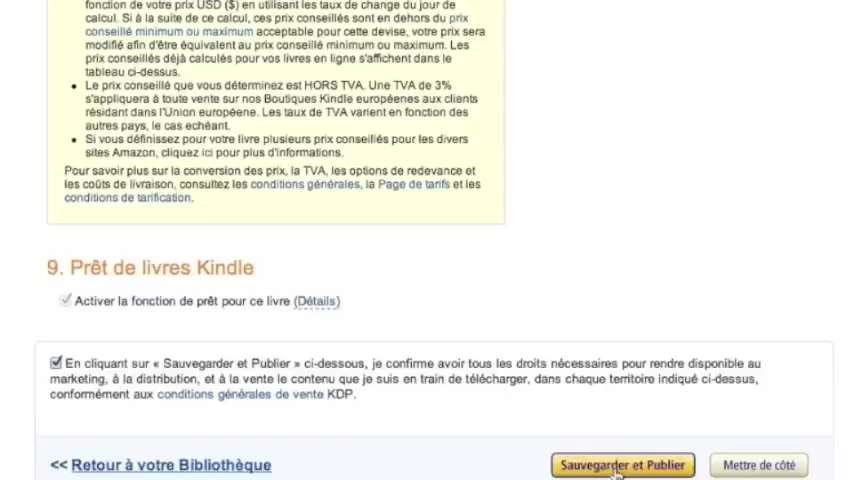 fonction de votre prix USD ($) en utilisant les taux de change du jour de
calcul. Si à la suite de ce calcul, ces prix conseillés sont en dehors du prix
conseillé minimum ou maximum acceptable pour cette devise, votre prix sera
modifié afin d'être équivalent au prix conseillé minimum ou maximum. Les
prix conseillés déjà calculés pour vos livres en ligne s'affichent dans le
tableau ci-dessus.
• Le prix conseillé que vous déterminez est HORS TVA. Une TVA de 3%
s'appliquera à toute vente sur nos Boutiques Kindle européenes aux clients
résidant dans l'Union européene. Les taux de TVA varient en fonction des
autres pays, le cas echéant.
• Si vous définissez pour votre livre plusieurs prix conseillés pour les divers
sites Amazon, cliquez ici pour plus d'informations.
Pour savoir plus sur la conversion des prix, la TVA, les options de redevance et
les coûts de livraison, consultez les conditions générales, la Page de tarifs et les
conditions de tarification.
9. Prêt de livres Kindle
Activer la fonction de prêt pour ce livre (Détails)
En cliquant sur « Sauvegarder et Publier » ci-dessous, je confirme avoir tous les droits nécessaires pour rendre disponible au
marketing, à la distribution, et à la vente le contenu que je suis en train de télécharger, dans chaque territoire indiqué ci-dessus,
conformément aux conditions générales de vente KDP.
<< Retour à votre Bibliothèque
Sauvegarder et Publier
Mettre de côté